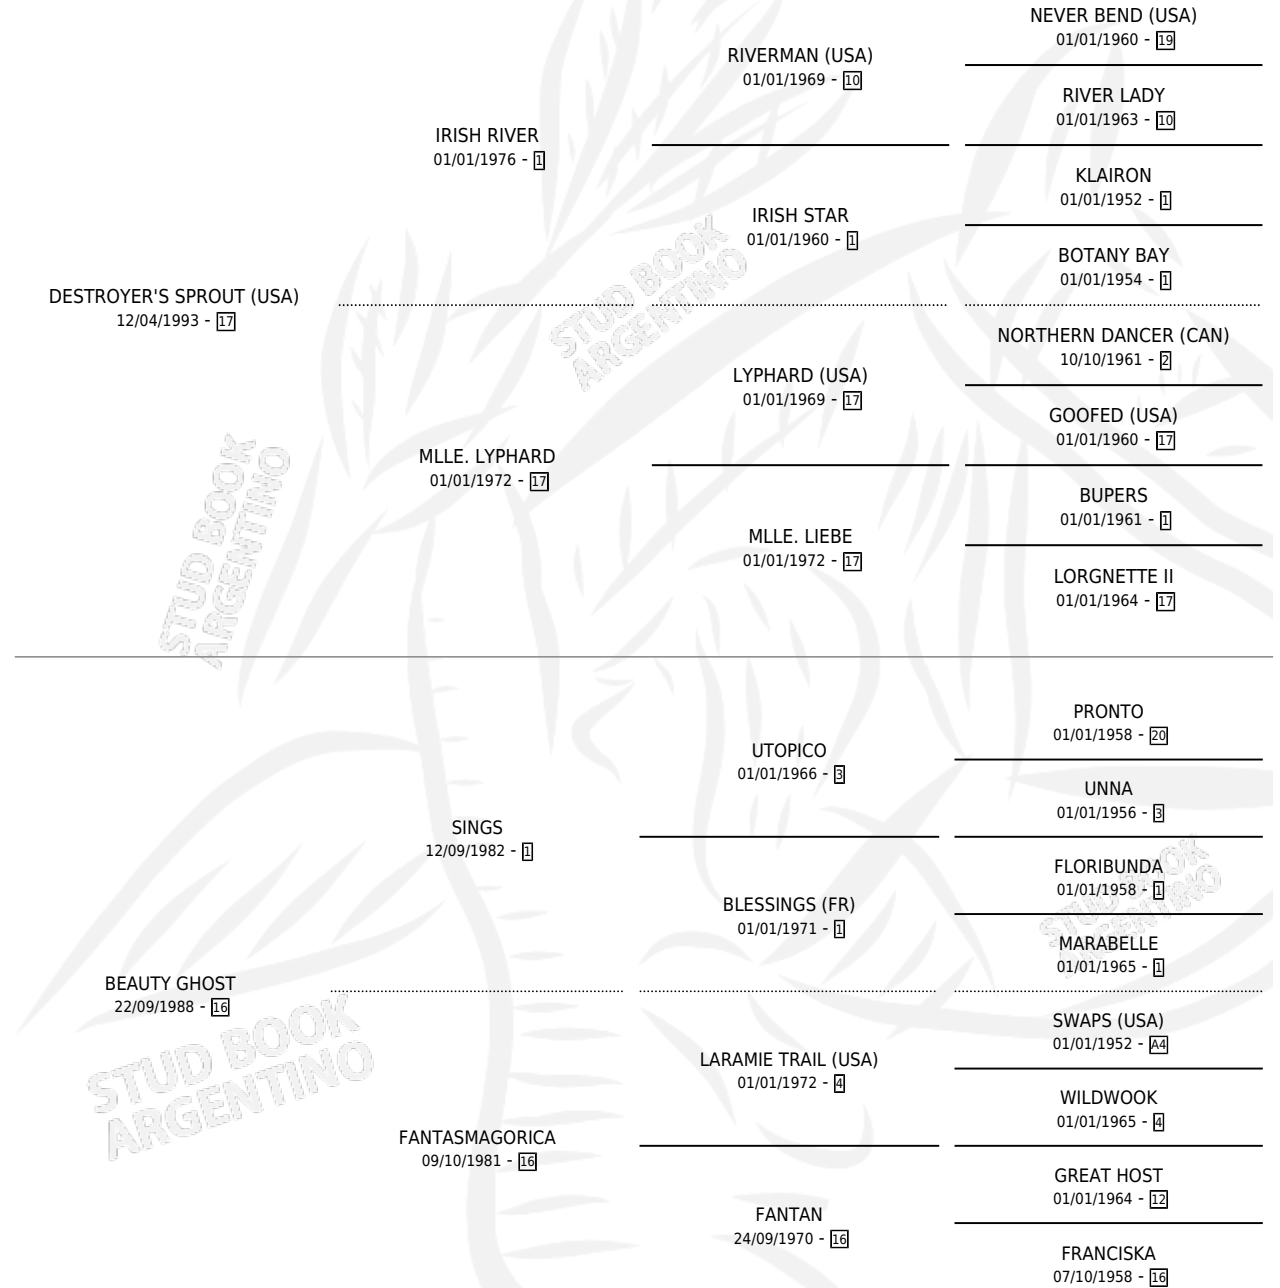 NEVER BEND (USA)
01/01/1960 - 19
RIVERMAN (USA)
01/01/1969 - 10
RIVER LADY
01/01/1963 - 10
IRISH RIVER
01/01/1976 - 1
KLAIRON
01/01/1952 - 1
IRISH STAR
01/01/1960 - 1
BOTANY BAY
01/01/1954 - 1
DESTROYER'S SPROUT (USA)
12/04/1993 - 17
NORTHERN DANCER (CAN)
10/10/1961 - 2
LYPHARD (USA)
01/01/1969 - 17
GOOFED (USA)
01/01/1960 - 17
MLLE. LYPHARD
01/01/1972 - 17
BUPERS
01/01/1961 - 1
MLLE. LIEBE
01/01/1972 - 17
LORGNETTE II
01/01/1964 - 17
PRONTO
01/01/1958 - 20
UTOPICO
01/01/1966 - 3
UNNA
01/01/1956 - 3
SINGS
12/09/1982 - 1
FLORIBUNDA
01/01/1958 - 1
BLESSINGS (FR)
01/01/1971 - 1
MARABELLE
01/01/1965 - 1
BEAUTY GHOST
22/09/1988 - 16
SWAPS (USA)
01/01/1952 - A4
LARAMIE TRAIL (USA)
01/01/1972 - 4
WILDWOOK
01/01/1965 - 4
FANTASMAGORICA
09/10/1981 - 16
GREAT HOST
01/01/1964 - 12
FANTAN
24/09/1970 - 16
FRANCISKA
07/10/1958 - 16
STUD BOOK
ARGENTINO
STUD BOOK
ARGENTINO
STUD BOOK
ARGENTINO
STUD BOOK
ARGENTINO